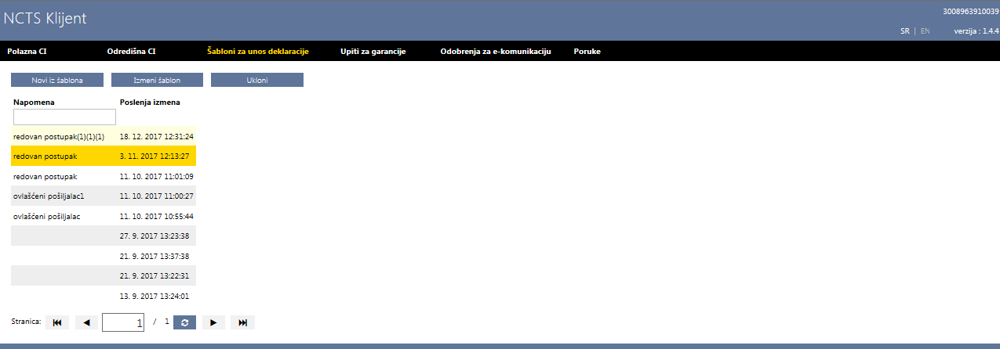 NCTS Klijent
3008963910039
SR | EN verzija : 1.4.4
Polazna CI Odredišna CI Šabloni za unos deklaracije Upiti za garancije Odobrenja za e-komunikaciju Poruke
Novi iz šablona Izmeni šablon Ukloni
Napomena Poslenja izmena
redovan postupak(1)(1)(1) 18. 12. 2017 12:31:24
redovan postupak 3. 11. 2017 12:13:27
redovan postupak 11. 10. 2017 11:01:09
ovlašćeni pošiljalac1 11. 10. 2017 11:00:27
ovlašćeni pošiljalac 11. 10. 2017 10:55:44
27. 9. 2017 13:23:38
21. 9. 2017 13:37:38
21. 9. 2017 13:22:31
13. 9. 2017 13:24:01
Stranica: 1 / 1